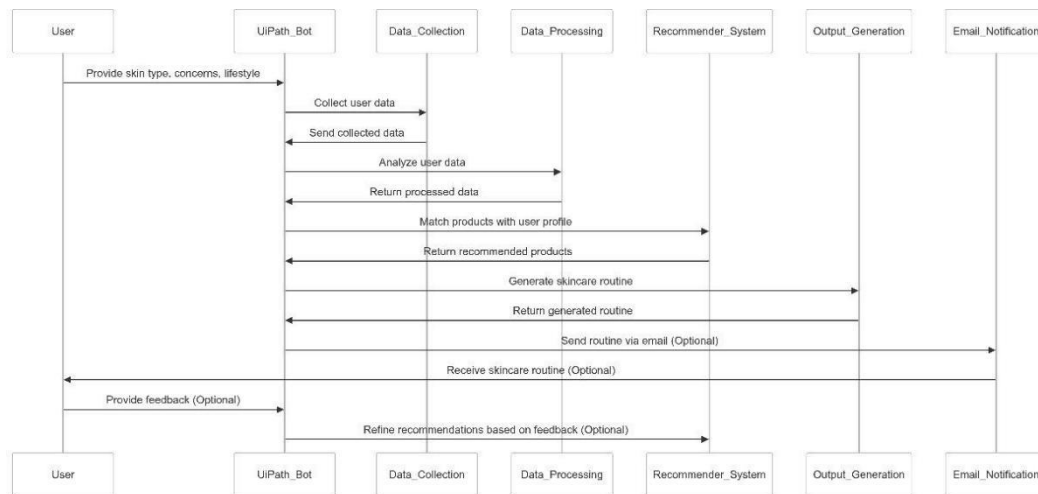 User
UiPath_Bot
Data_Collection
Data_Processing
Recommender_System
Output_Generation
Email_Notification
Provide skin type, concerns, lifestyle
Collect user data
Send collected data
Analyze user data
Return processed data
Match products with user profile
Return recommended products
Generate skincare routine
Return generated routine
Send routine via email (Optional)
Receive skincare routine (Optional)
Provide feedback (Optional)
Refine recommendations based on feedback (Optional)
User
UiPath_Bot
Data_Collection
Data_Processing
Recommender_System
Output_Generation
Email_Notification